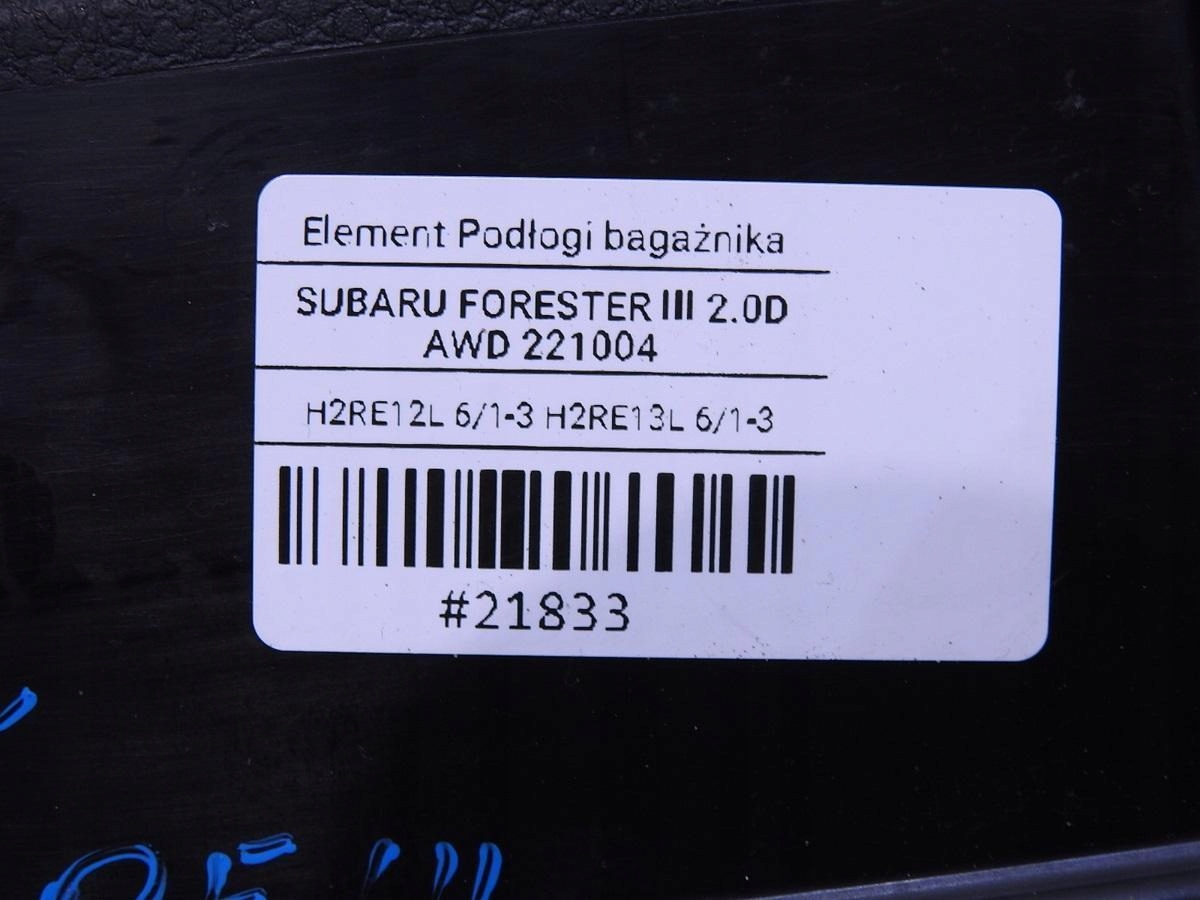 Element Podłogi bagażnika
SUBARU FORESTER III 2.0D
AWD 221004
H2RE12L 6/1-3 H2RE13L 6/1-3
#21833